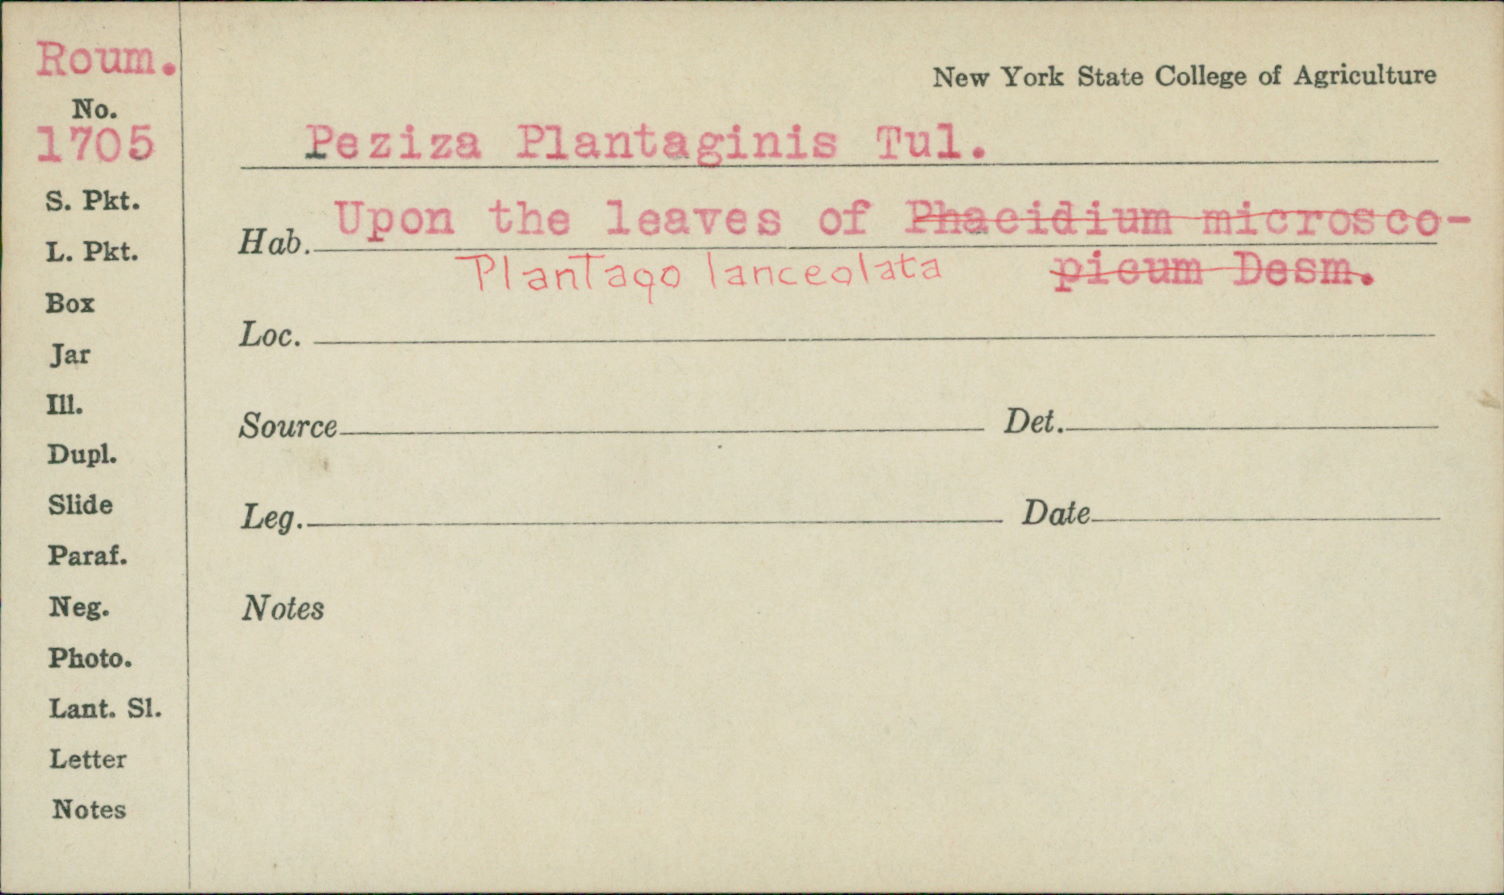 Roum.
No.
1705
S. Pkt.
L. Pkt.
Box
Jar
Ill.
Dupl.
Slide
Paraf.
Neg.
Photo.
Lant. Sl.
Letter
Notes
New York State College of Agriculture
Peziza Plantaginis Tul.
Hab. Upon the leaves of Phacidium microsco-
Plantago lanceolata picum Desm.
Loc.
Source Det.
Leg. Date
Notes